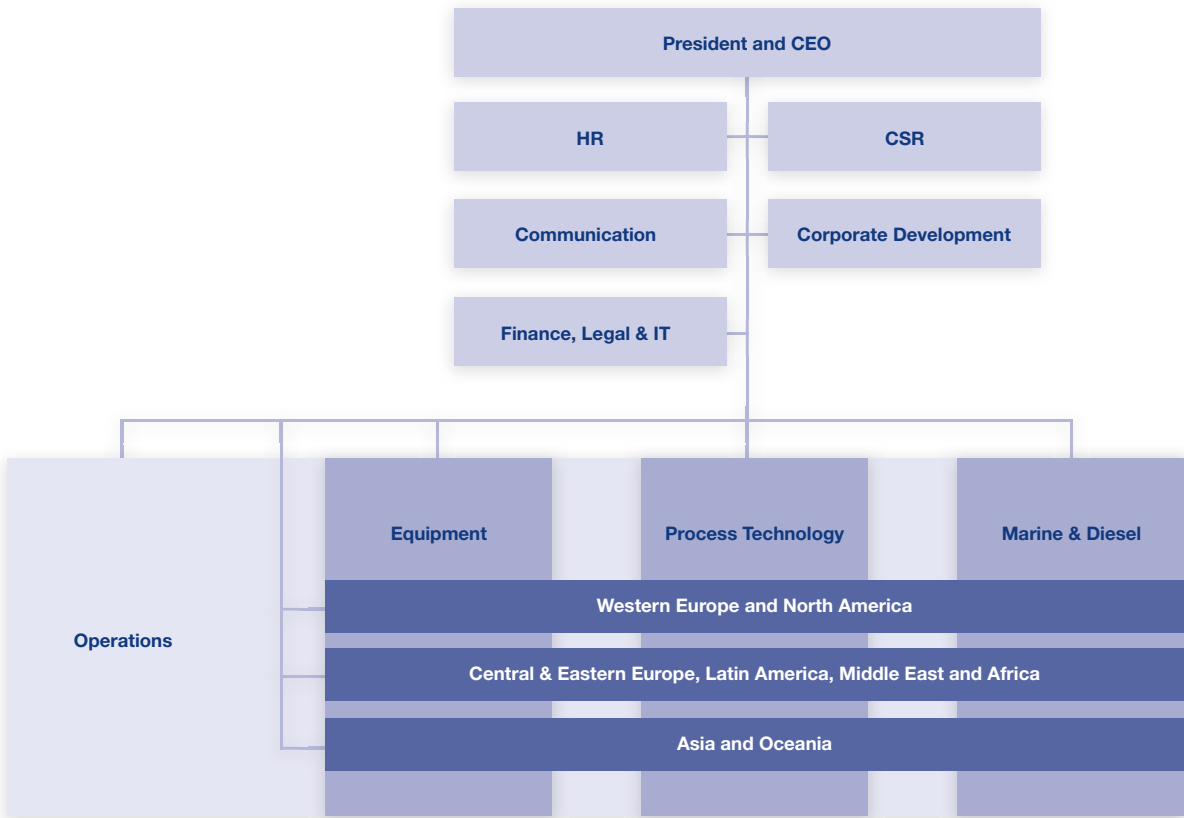 President and CEO
HR
CSR
Communication
Corporate Development
Finance, Legal & IT
Equipment
Process Technology
Marine & Diesel
Western Europe and North America
Operations
Central & Eastern Europe, Latin America, Middle East and Africa
Asia and Oceania